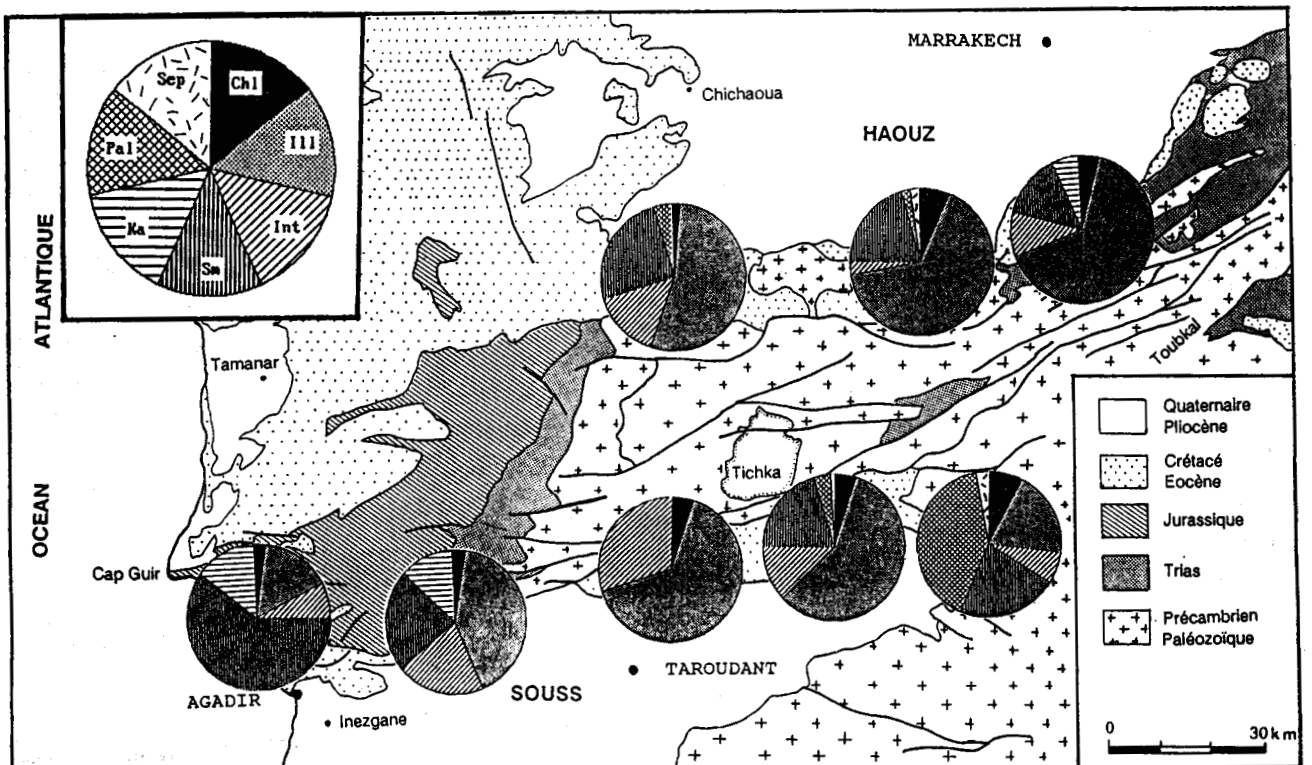 MARRAKECH
Sep
Chl
Pal
Ill
Ka
Int
Sm
Chichaoua
HAOUZ
ATLANTIQUE
OCEAN
Tamanar
Toubkal
Tichka
Cap Guir
AGADIR
Inezgane
SOUSS
TAROUDANT
Quaternaire
Pliocène
Crétacé
Eocène
Jurassique
Trias
Précambrien
Paléozoïque
0 30 km